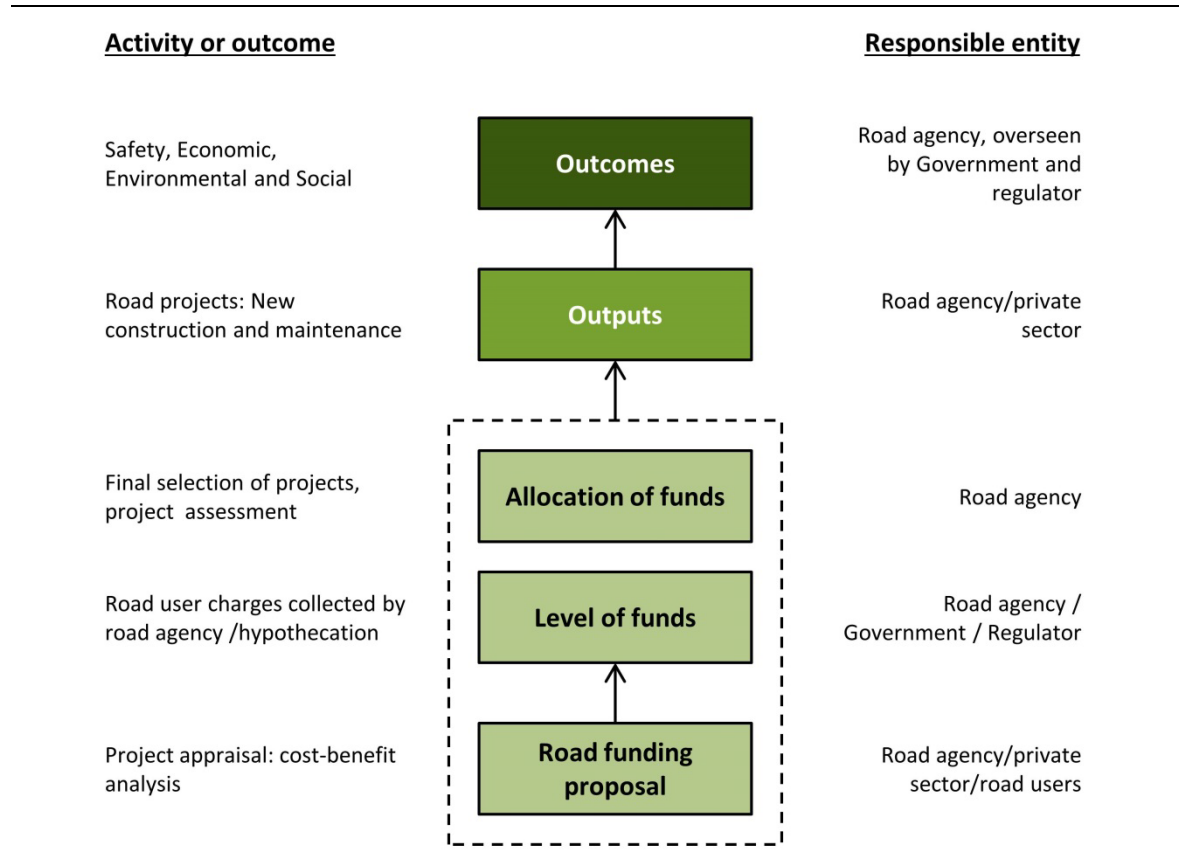 Activity or outcome
Responsible entity
Safety, Economic,
Environmental and Social
Outcomes
Road agency, overseen
by Government and
regulator
Road projects: New
construction and maintenance
Outputs
Road agency/private
sector
Final selection of projects,
project assessment
Allocation of funds
Road agency
Road user charges collected by
road agency /hypothecation
Level of funds
Road agency /
Government / Regulator
Project appraisal: cost-benefit
analysis
Road funding
proposal
Road agency/private
sector/road users